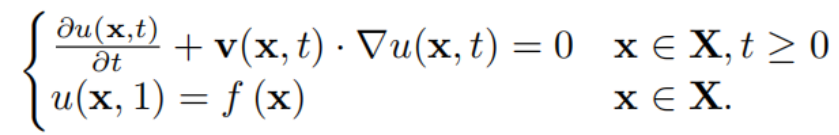 ∂u(𝐱,t)/∂t + 𝐯(𝐱, t) · ∇u(𝐱, t) = 0 𝐱 ∈ 𝐗, t ≥ 0
u(𝐱, 1) = f (𝐱) 𝐱 ∈ 𝐗.